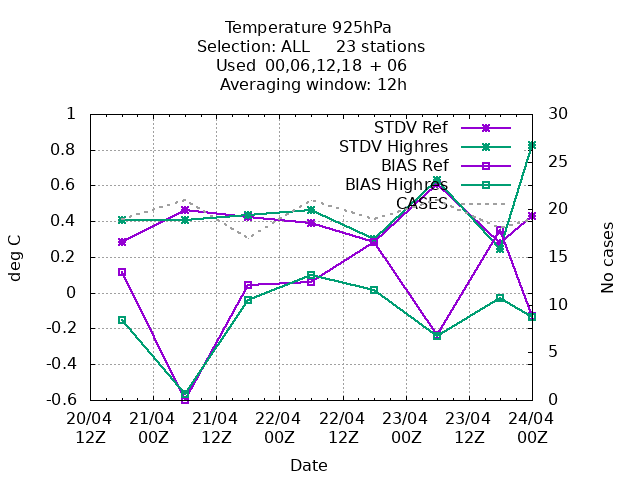 Temperature 925hPa
Selection: ALL 23 stations
Used 00,06,12,18 + 06
Averaging window: 12h
STDV Ref
STDV Highres
BIAS Ref
BIAS Highres
CASES
deg C
1
0.8
0.6
0.4
0.2
0
-0.2
-0.4
-0.6
No cases
30
25
20
15
10
5
0
20/04 21/04 21/04 22/04 22/04 23/04 23/04 24/04
12Z 00Z 12Z 00Z 12Z 00Z 12Z 00Z
Date